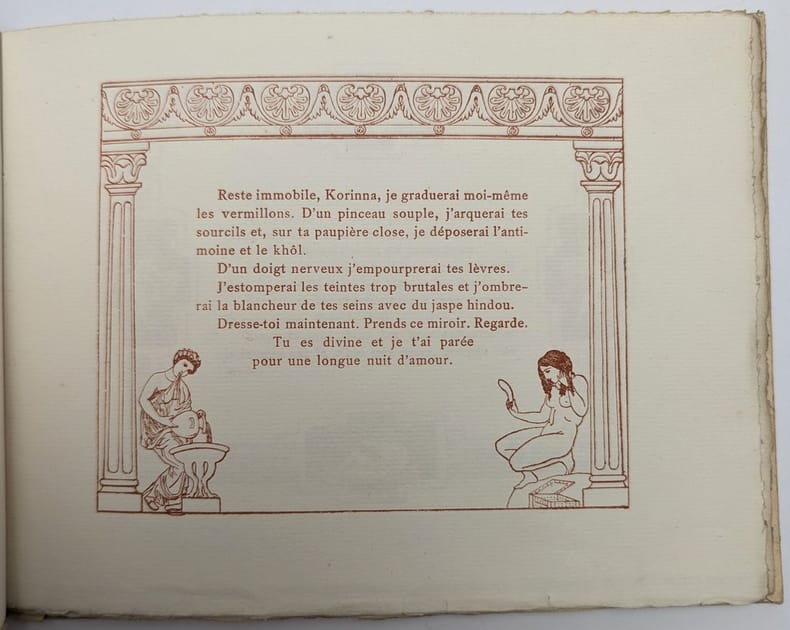 Reste immobile, Korinna, je graduerai moi-même
les vermillons. D'un pinceau souple, j'arquerai tes
sourcils et, sur ta paupière close, je déposerai l'anti-
moine et le khôl.
D'un doigt nerveux j'empourprerai tes lèvres.
J'estomperai les teintes trop brutales et j'ombre-
rai la blancheur de tes seins avec du jaspe hindou.
Dresse-toi maintenant. Prends ce miroir. Regarde.
Tu es divine et je t'ai parée
pour une longue nuit d'amour.